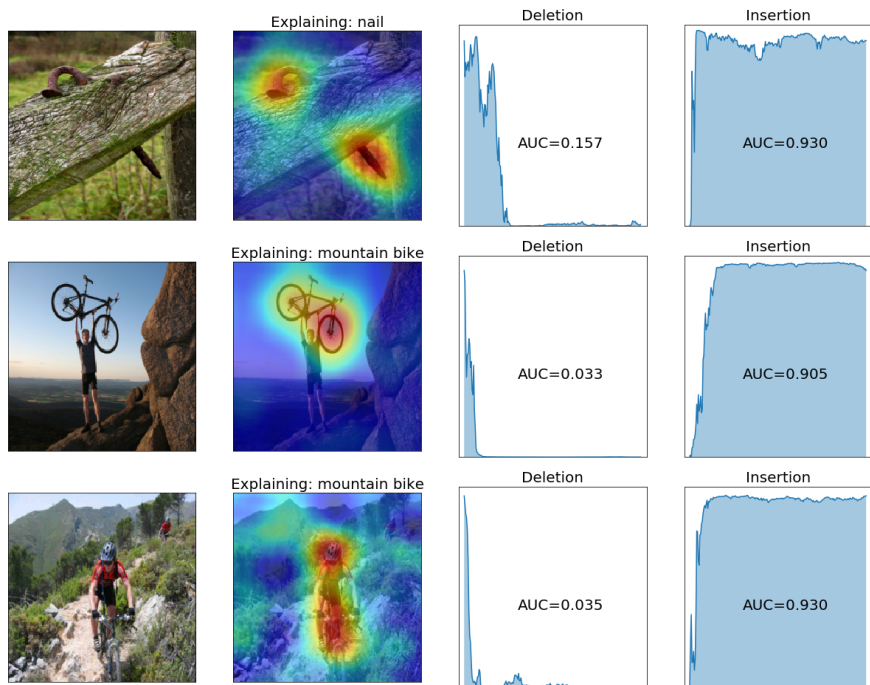 Explaining: nail
Deletion
Insertion
AUC=0.157
AUC=0.930
Explaining: mountain bike
Deletion
Insertion
AUC=0.033
AUC=0.905
Explaining: mountain bike
Deletion
Insertion
AUC=0.035
AUC=0.930